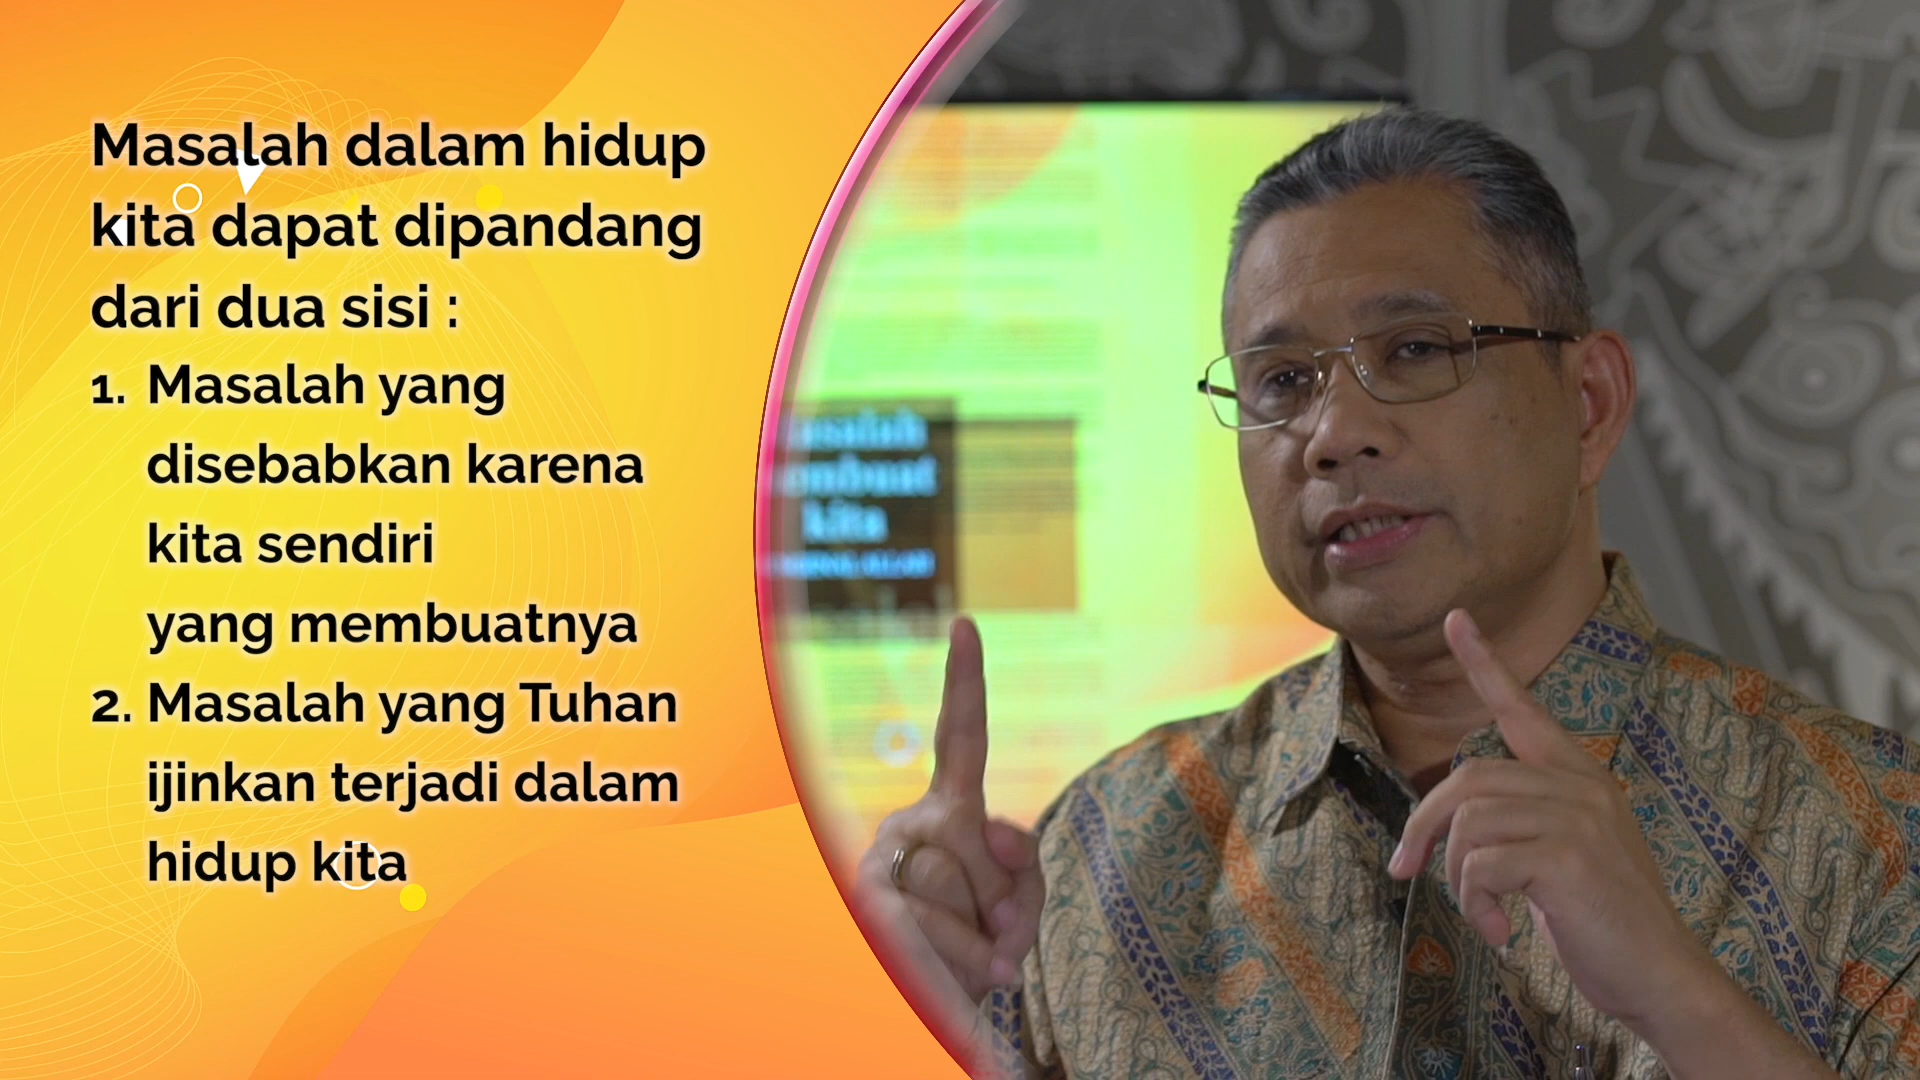 Masalah dalam hidup
kita dapat dipandang
dari dua sisi :
1. Masalah yang
disebabkan karena
kita sendiri
yang membuatnya
2. Masalah yang Tuhan
ijinkan terjadi dalam
hidup kita
kita